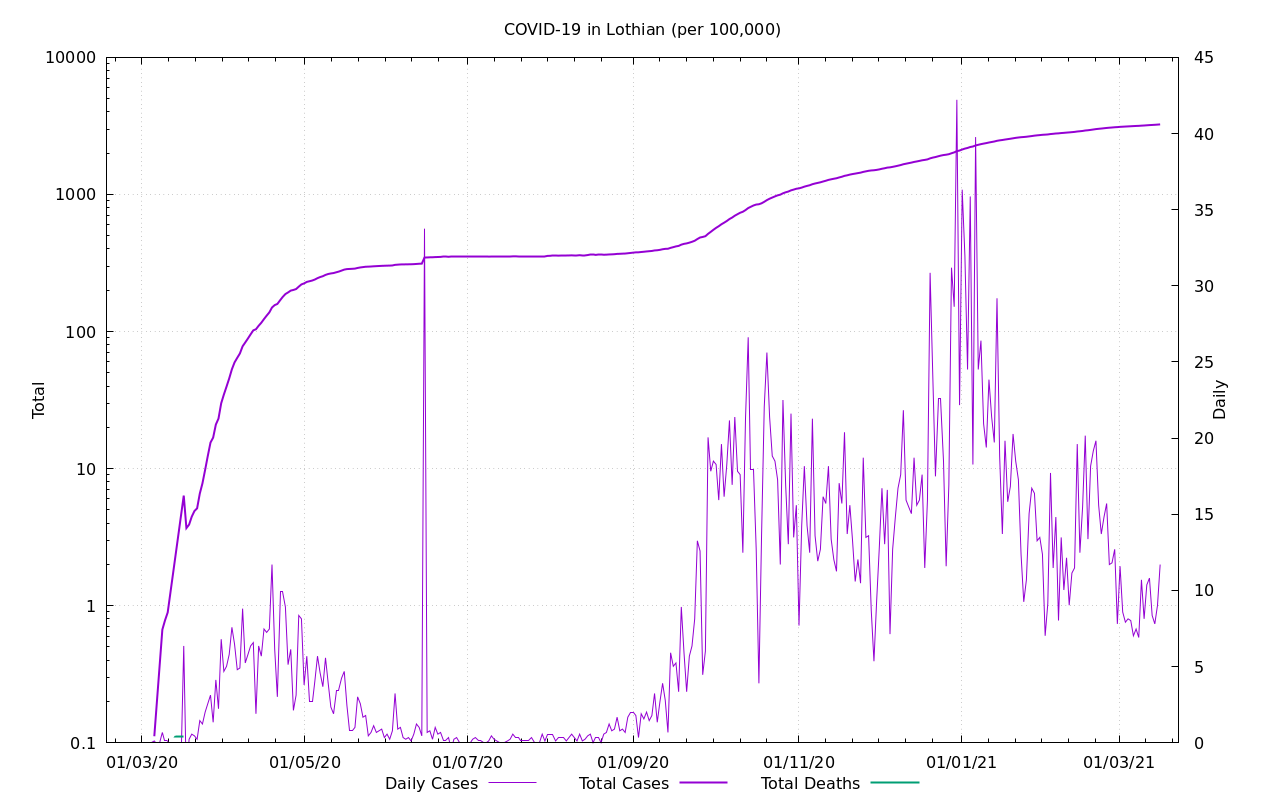 COVID-19 in Lothian (per 100,000)
10000 45
40
1000 35
30
100 25
Total Daily
20
10 15
1 10
5
0.1 0
01/03/20 01/05/20 01/07/20 01/09/20 01/11/20 01/01/21 01/03/21
Daily Cases Total Cases Total Deaths